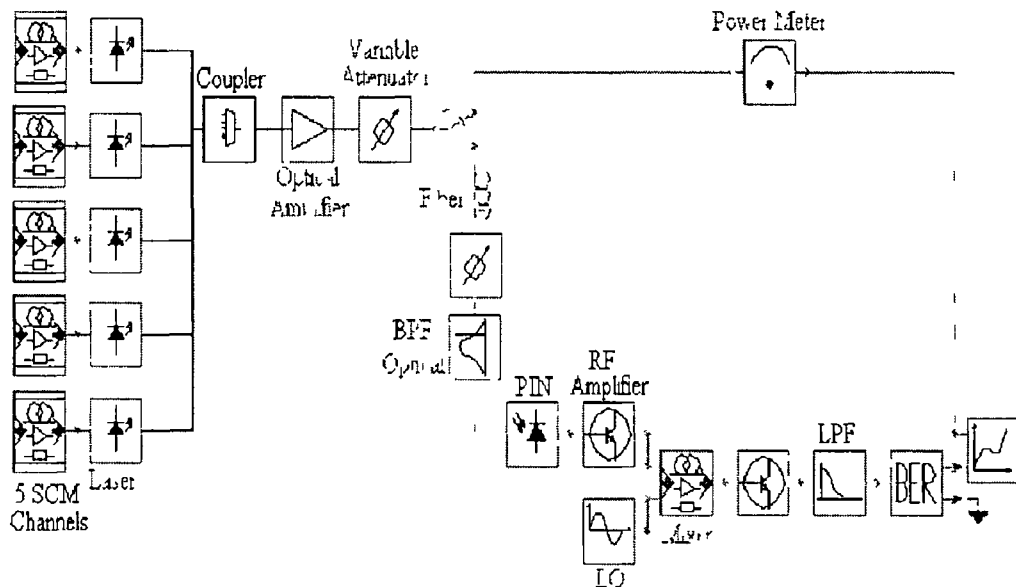 Power Meter
Variable
Attenuator
Coupler
Optical
Amplifier
Fiber
BPF
Optical
PIN
RF
Amplifier
LPF
BER
Laser
5 SCM
Channels
Mixer
LO